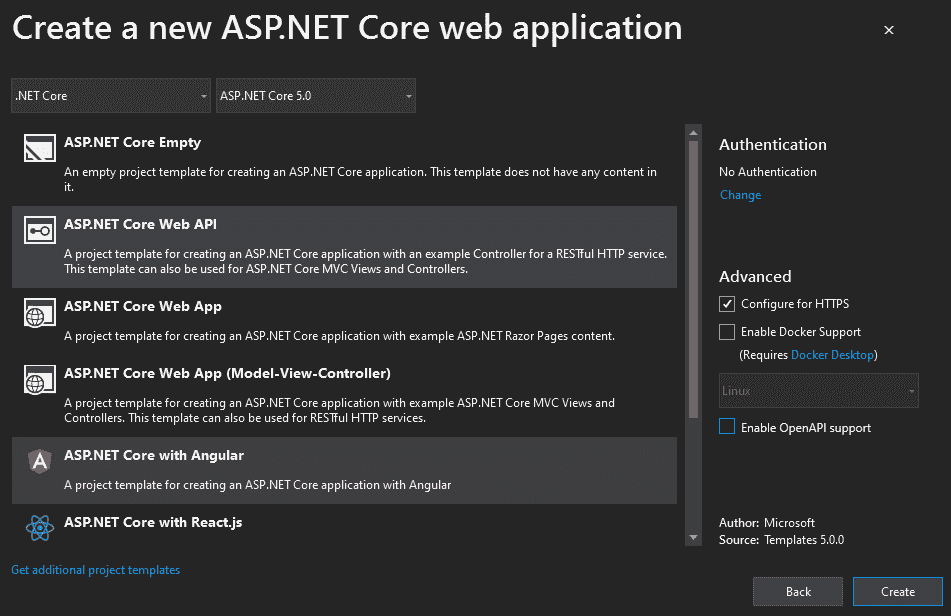 Create a new ASP.NET Core web application
.NET Core
ASP.NET Core 5.0
ASP.NET Core Empty
An empty project template for creating an ASP.NET Core application. This template does not have any content in
it.
ASP.NET Core Web API
A project template for creating an ASP.NET Core application with an example Controller for a RESTful HTTP service.
This template can also be used for ASP.NET Core MVC Views and Controllers.
ASP.NET Core Web App
A project template for creating an ASP.NET Core application with example ASP.NET Razor Pages content.
ASP.NET Core Web App (Model-View-Controller)
A project template for creating an ASP.NET Core application with example ASP.NET Core MVC Views and
Controllers. This template can also be used for RESTful HTTP services.
ASP.NET Core with Angular
A project template for creating an ASP.NET Core application with Angular
ASP.NET Core with React.js
Get additional project templates
Authentication
No Authentication
Change
Advanced
Configure for HTTPS
Enable Docker Support
(Requires Docker Desktop)
Linux
Enable OpenAPI support
Author: Microsoft
Source: Templates 5.0.0
Back
Create